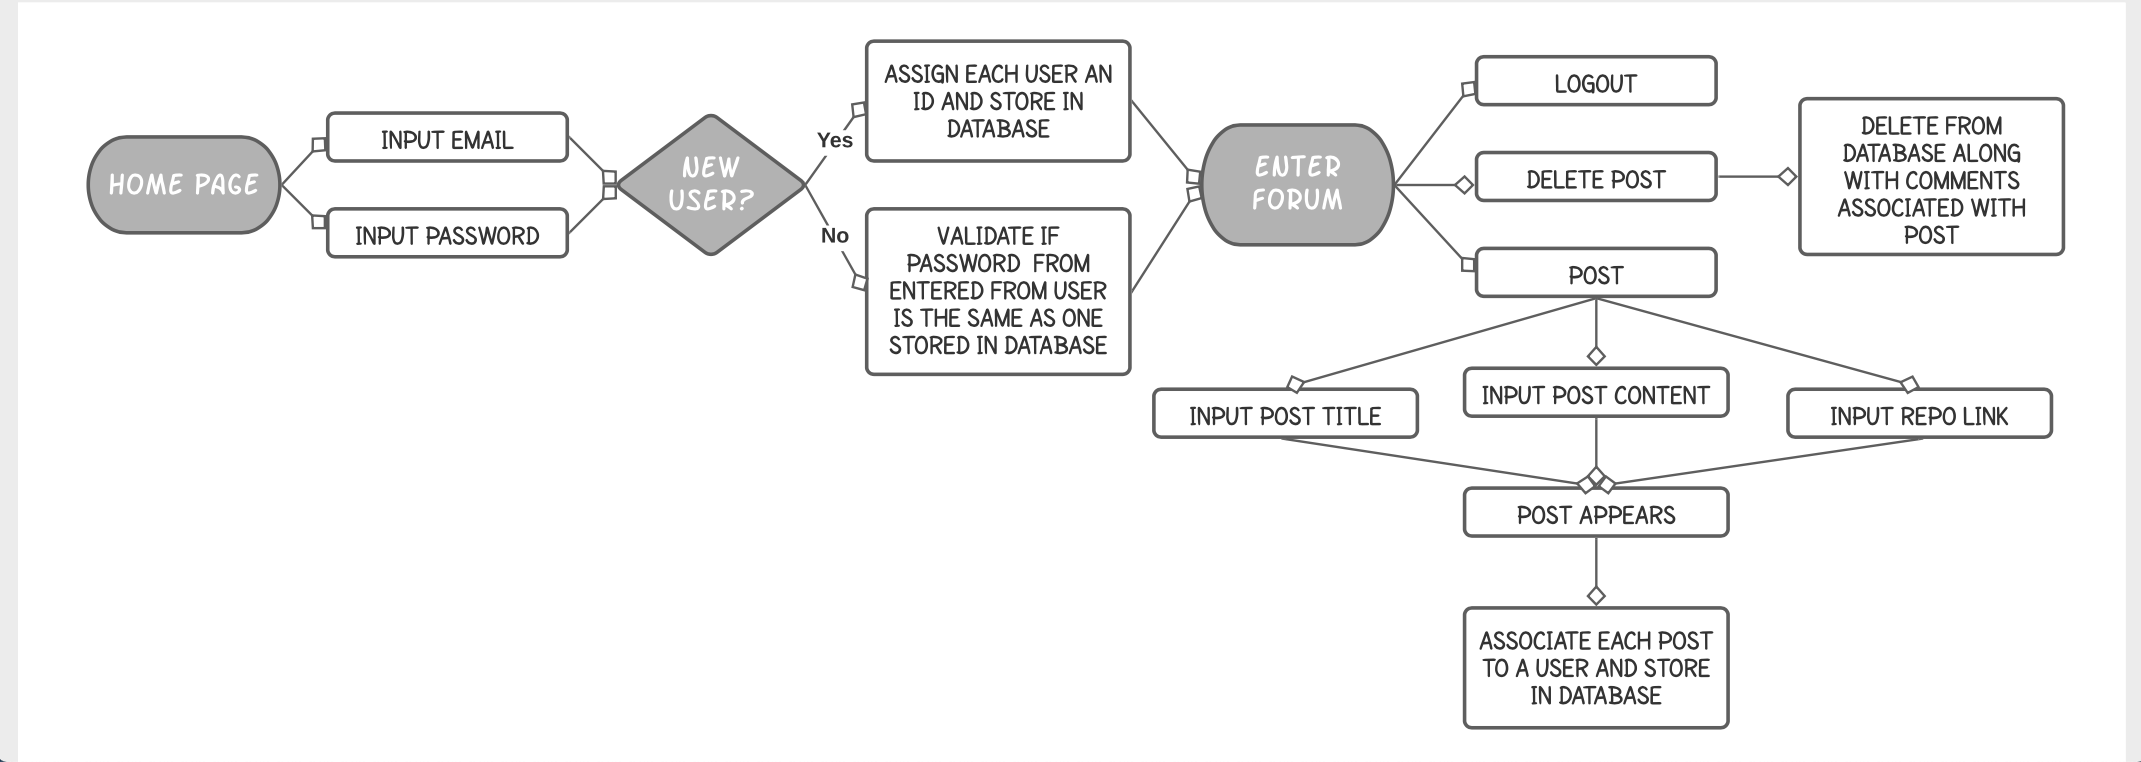 HOME PAGE
INPUT EMAIL
INPUT PASSWORD
NEW
USER?
Yes
No
ASSIGN EACH USER AN
ID AND STORE IN
DATABASE
VALIDATE IF
PASSWORD FROM
ENTERED FROM USER
IS THE SAME AS ONE
STORED IN DATABASE
ENTER
FORUM
LOGOUT
DELETE POST
DELETE FROM
DATABASE ALONG
WITH COMMENTS
ASSOCIATED WITH
POST
POST
INPUT POST TITLE
INPUT POST CONTENT
INPUT REPO LINK
POST APPEARS
ASSOCIATE EACH POST
TO A USER AND STORE
IN DATABASE